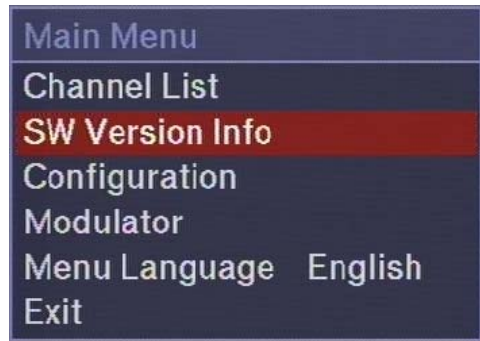 Main Menu
Channel List
SW Version Info
Configuration
Modulator
Menu Language English
Exit